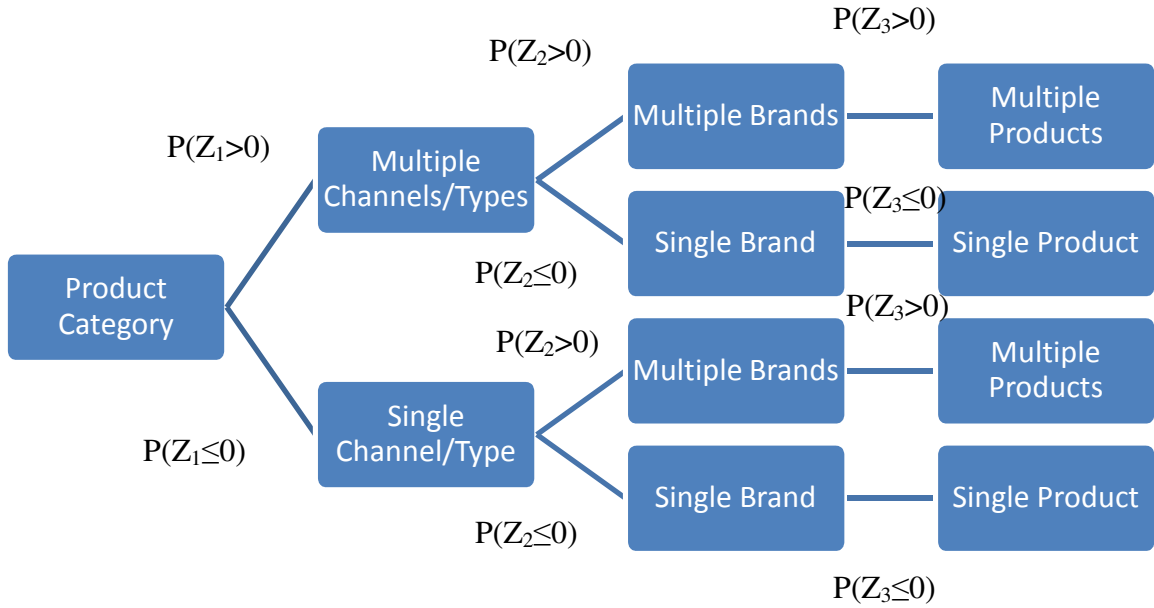 P(Z₃>0)
P(Z₂>0)
Multiple Brands
Multiple
Products
P(Z₁>0)
Multiple
Channels/Types
P(Z₃≤0)
Single Brand
Single Product
P(Z₂≤0)
Product
Category
P(Z₃>0)
P(Z₂>0)
Multiple Brands
Multiple
Products
Single
Channel/Type
P(Z₁≤0)
Single Brand
Single Product
P(Z₂≤0)
P(Z₃≤0)